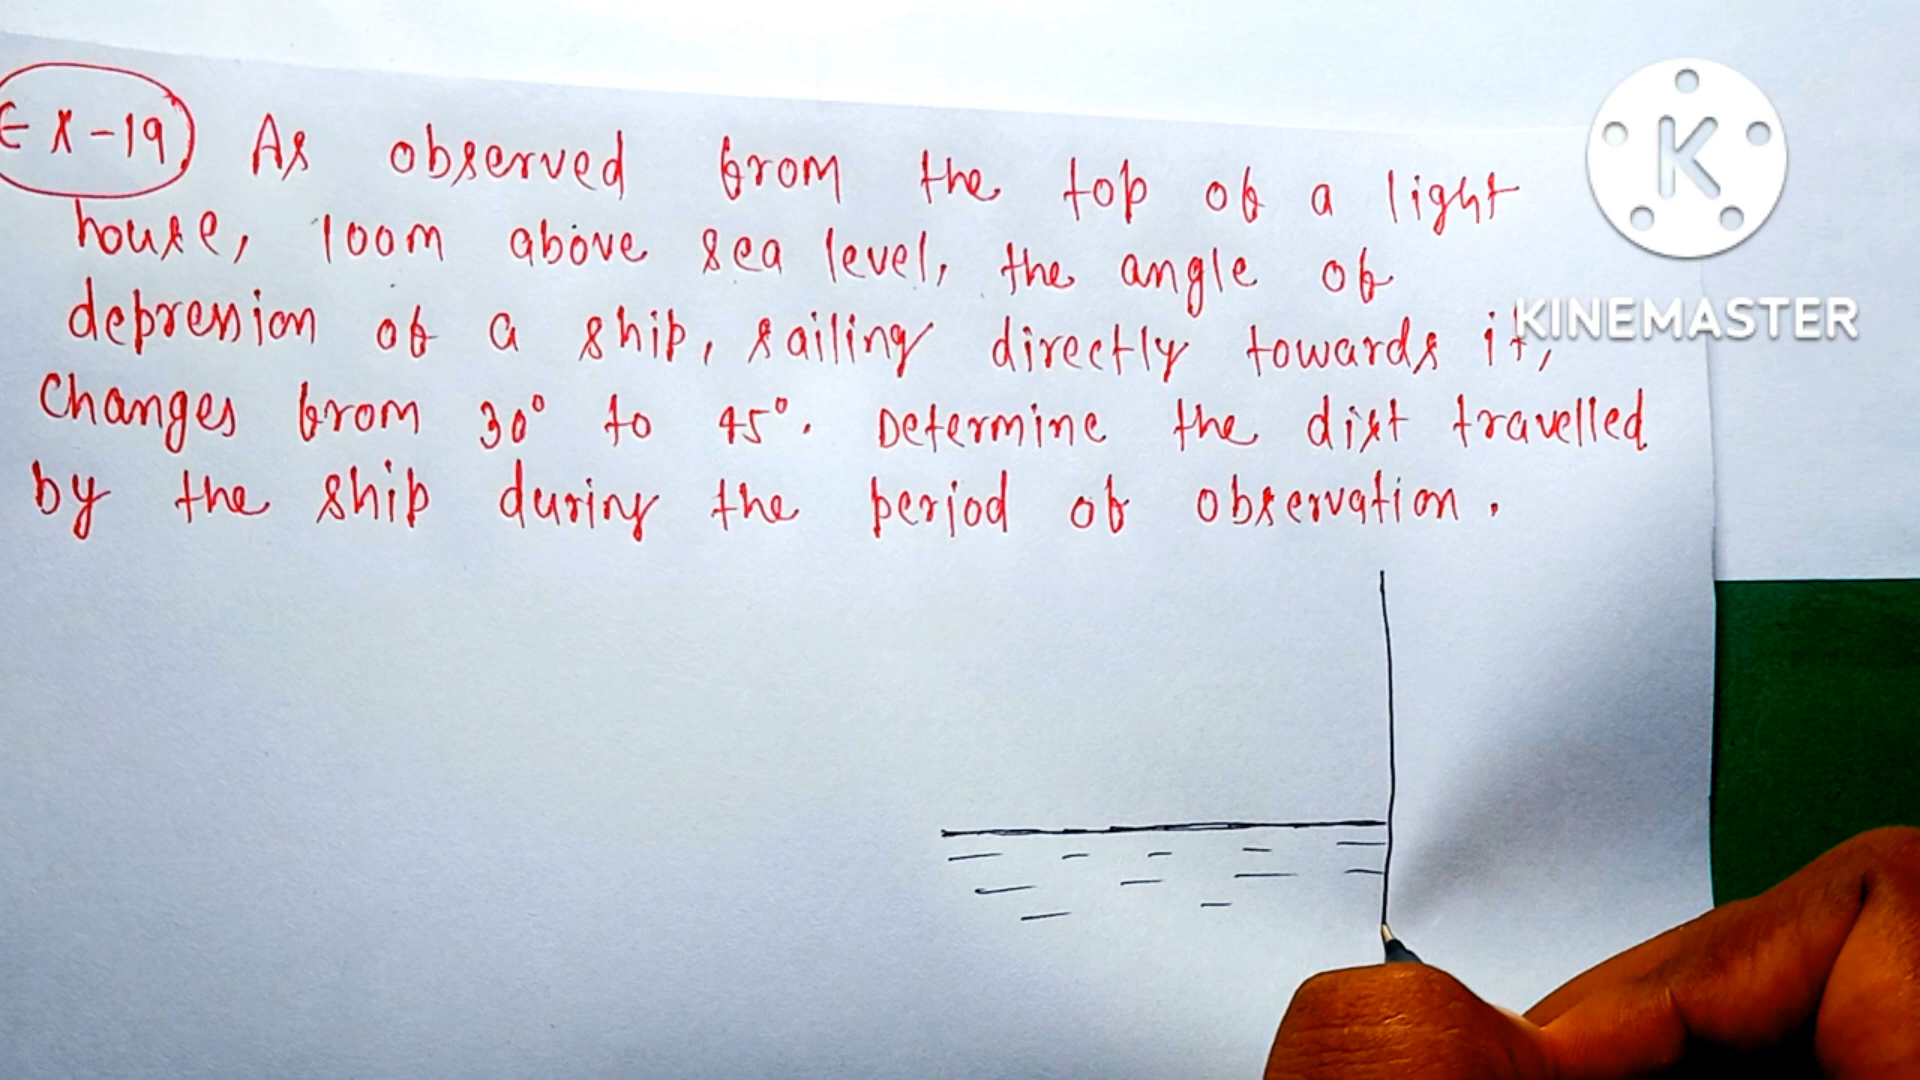 Ex-19 As observed from the top of a light
house, 100m above sea level, the angle of
depression of a ship, sailing directly towards it,
changes from 30° to 45°. Determine the dist travelled
by the ship during the period of observation.
K
KINEMASTER